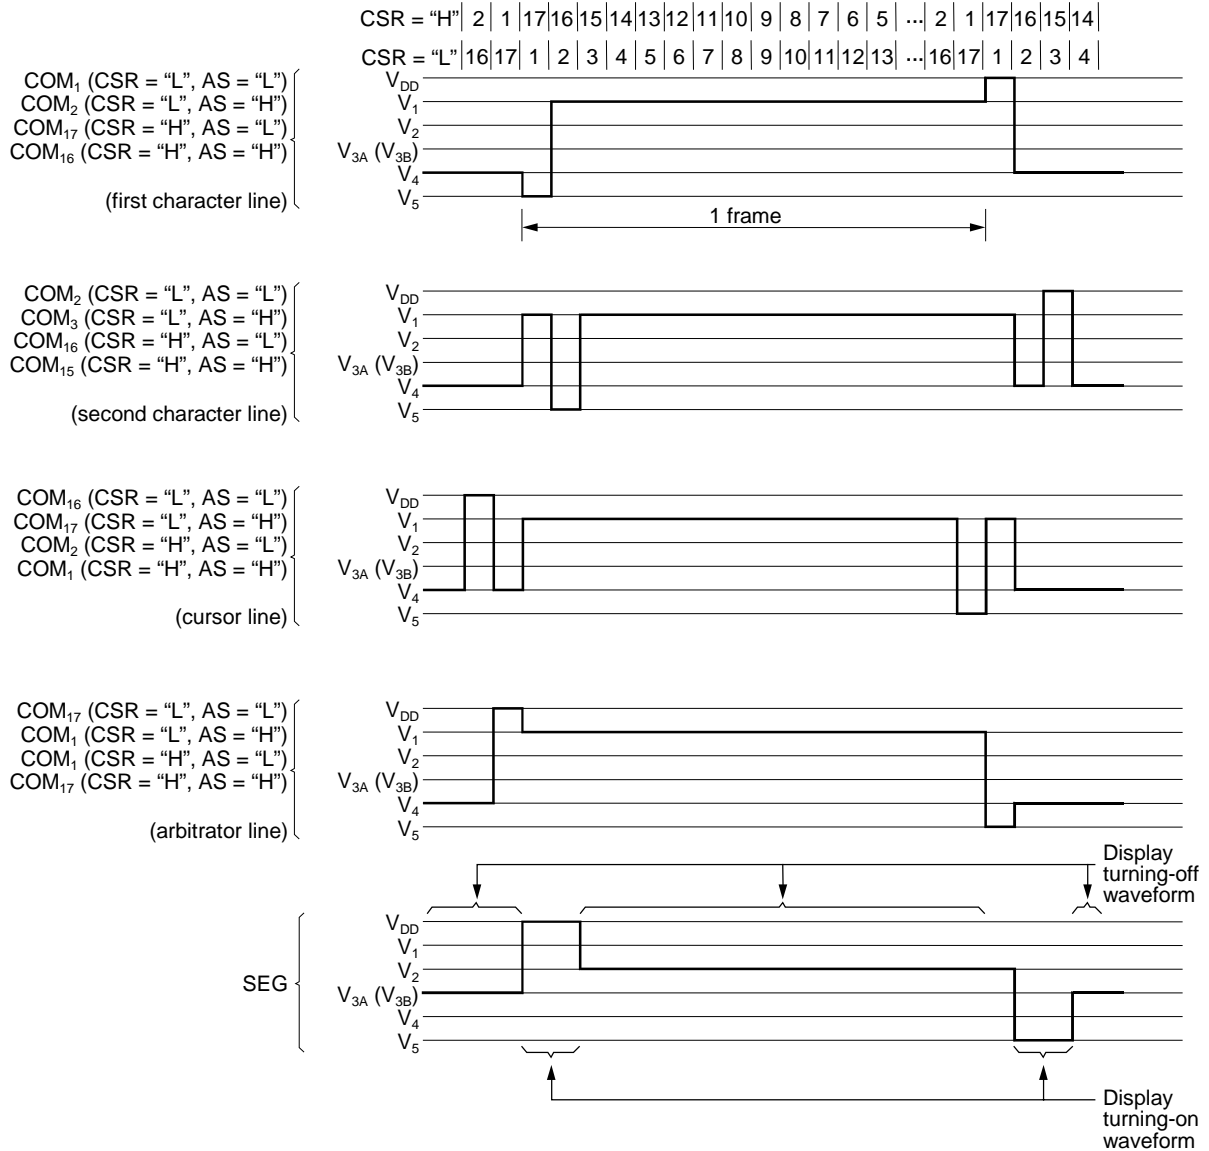 CSR = “H” 2 1 17 16 15 14 13 12 11 10 9 8 7 6 5 ... 2 1 17 16 15 14
CSR = “L” 16 17 1 2 3 4 5 6 7 8 9 10 11 12 13 ... 16 17 1 2 3 4
COM1 (CSR = “L”, AS = “L”)
COM2 (CSR = “L”, AS = “H”)
COM17 (CSR = “H”, AS = “L”)
COM16 (CSR = “H”, AS = “H”)
(first character line)
VDD
V1
V2
V3A (V3B)
V4
V5
1 frame
COM2 (CSR = “L”, AS = “L”)
COM3 (CSR = “L”, AS = “H”)
COM16 (CSR = “H”, AS = “L”)
COM15 (CSR = “H”, AS = “H”)
(second character line)
VDD
V1
V2
V3A (V3B)
V4
V5
COM16 (CSR = “L”, AS = “L”)
COM17 (CSR = “L”, AS = “H”)
COM2 (CSR = “H”, AS = “L”)
COM1 (CSR = “H”, AS = “H”)
(cursor line)
VDD
V1
V2
V3A (V3B)
V4
V5
COM17 (CSR = “L”, AS = “L”)
COM1 (CSR = “L”, AS = “H”)
COM1 (CSR = “H”, AS = “L”)
COM17 (CSR = “H”, AS = “H”)
(arbitrator line)
VDD
V1
V2
V3A (V3B)
V4
V5
Display
turning-off
waveform
SEG
VDD
V1
V2
V3A (V3B)
V4
V5
Display
turning-on
waveform